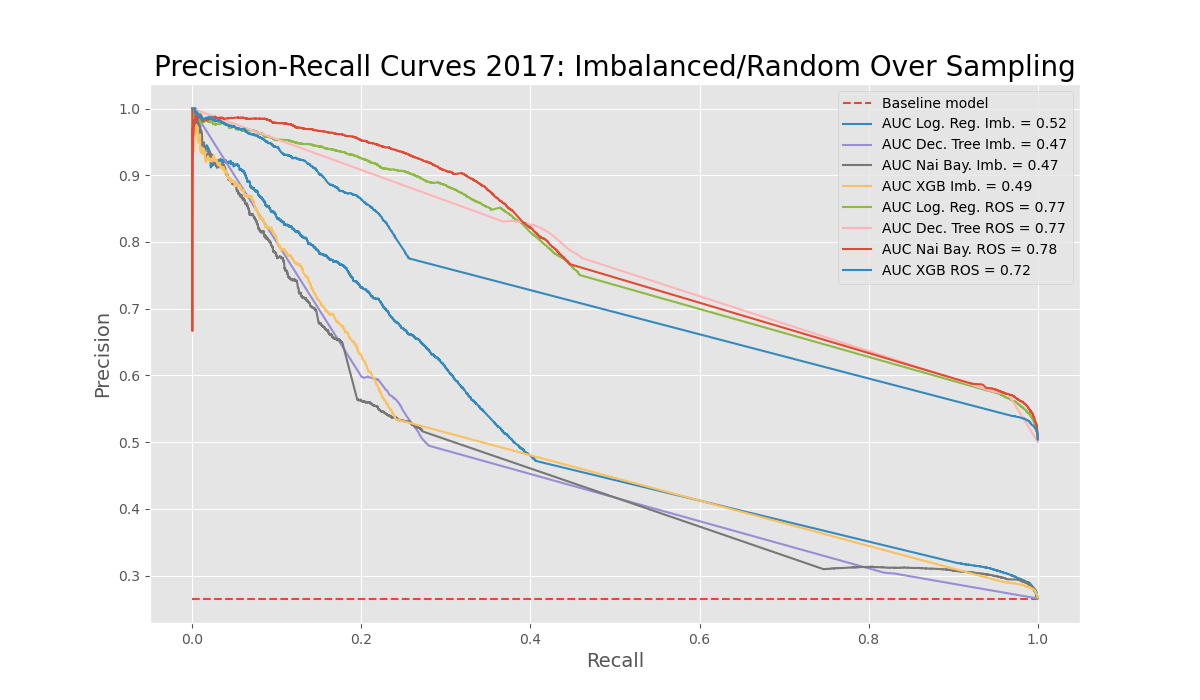 Precision-Recall Curves 2017: Imbalanced/Random Over Sampling
Baseline model
AUC Log. Reg. Imb. = 0.52
AUC Dec. Tree Imb. = 0.47
AUC Nai Bay. Imb. = 0.47
AUC XGB Imb. = 0.49
AUC Log. Reg. ROS = 0.77
AUC Dec. Tree ROS = 0.77
AUC Nai Bay. ROS = 0.78
AUC XGB ROS = 0.72
Precision
1.0
0.9
0.8
0.7
0.6
0.5
0.4
0.3
0.0 0.2 0.4 0.6 0.8 1.0
Recall